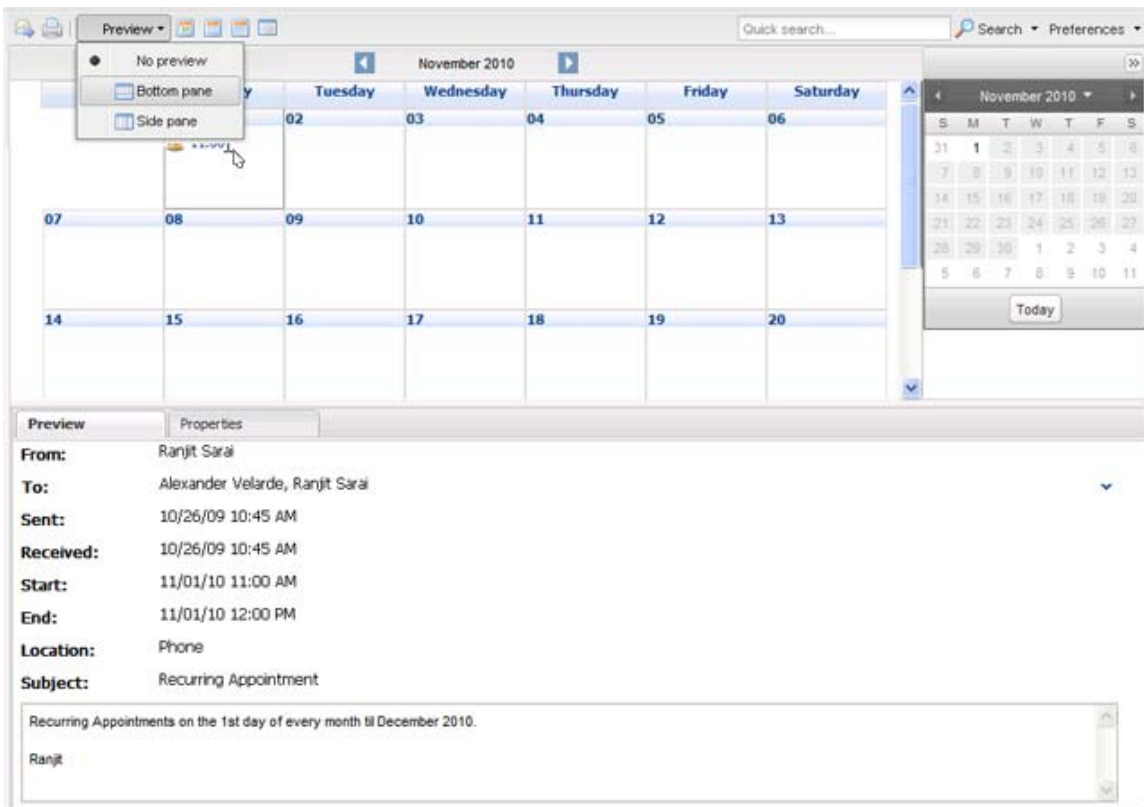 Preview
Quick search...
Search
Preferences
No preview
Bottom pane
Side pane
November 2010
y Tuesday Wednesday Thursday Friday Saturday
02 03 04 05 06
11:00
07 08 09 10 11 12 13
14 15 16 17 18 19 20
November 2010
S M T W T F S
31 1 2 3 4 5 6
7 8 9 10 11 12 13
14 15 16 17 18 19 20
21 22 23 24 25 26 27
28 29 30 1 2 3 4
5 6 7 8 9 10 11
Today
Preview Properties
From: Ranjit Sarai
To: Alexander Velarde, Ranjit Sarai
Sent: 10/26/09 10:45 AM
Received: 10/26/09 10:45 AM
Start: 11/01/10 11:00 AM
End: 11/01/10 12:00 PM
Location: Phone
Subject: Recurring Appointment
Recurring Appointments on the 1st day of every month til December 2010.
Ranjit